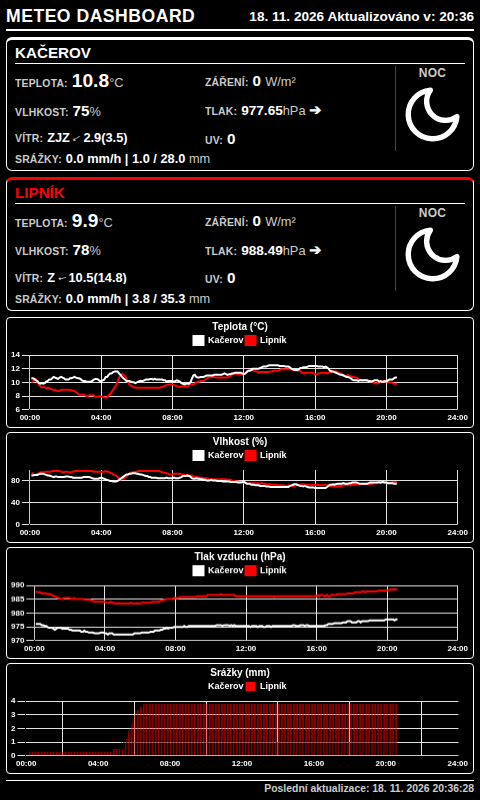 METEO DASHBOARD
18. 11. 2026 Aktualizováno v: 20:36
KAČEROV
TEPLOTA: 10.8°C
ZÁŘENÍ: 0 W/m²
NOC
VLHKOST: 75%
TLAK: 977.65hPa ➔
VÍTR: ZJZ ← 2.9(3.5)
UV: 0
SRÁŽKY: 0.0 mm/h | 1.0 / 28.0 mm
LIPNÍK
TEPLOTA: 9.9°C
ZÁŘENÍ: 0 W/m²
NOC
VLHKOST: 78%
TLAK: 988.49hPa ➔
VÍTR: Z ← 10.5(14.8)
UV: 0
SRÁŽKY: 0.0 mm/h | 3.8 / 35.3 mm
Teplota (°C)
Kačerov Lipník
14
12
10
8
6
00:00 04:00 08:00 12:00 16:00 20:00 24:00
Vlhkost (%)
Kačerov Lipník
80
40
0
00:00 04:00 08:00 12:00 16:00 20:00 24:00
Tlak vzduchu (hPa)
Kačerov Lipník
990
985
980
975
970
00:00 04:00 08:00 12:00 16:00 20:00 24:00
Srážky (mm)
Kačerov Lipník
4
3
2
1
0
00:00 04:00 08:00 12:00 16:00 20:00 24:00
Poslední aktualizace: 18. 11. 2026 20:36:28